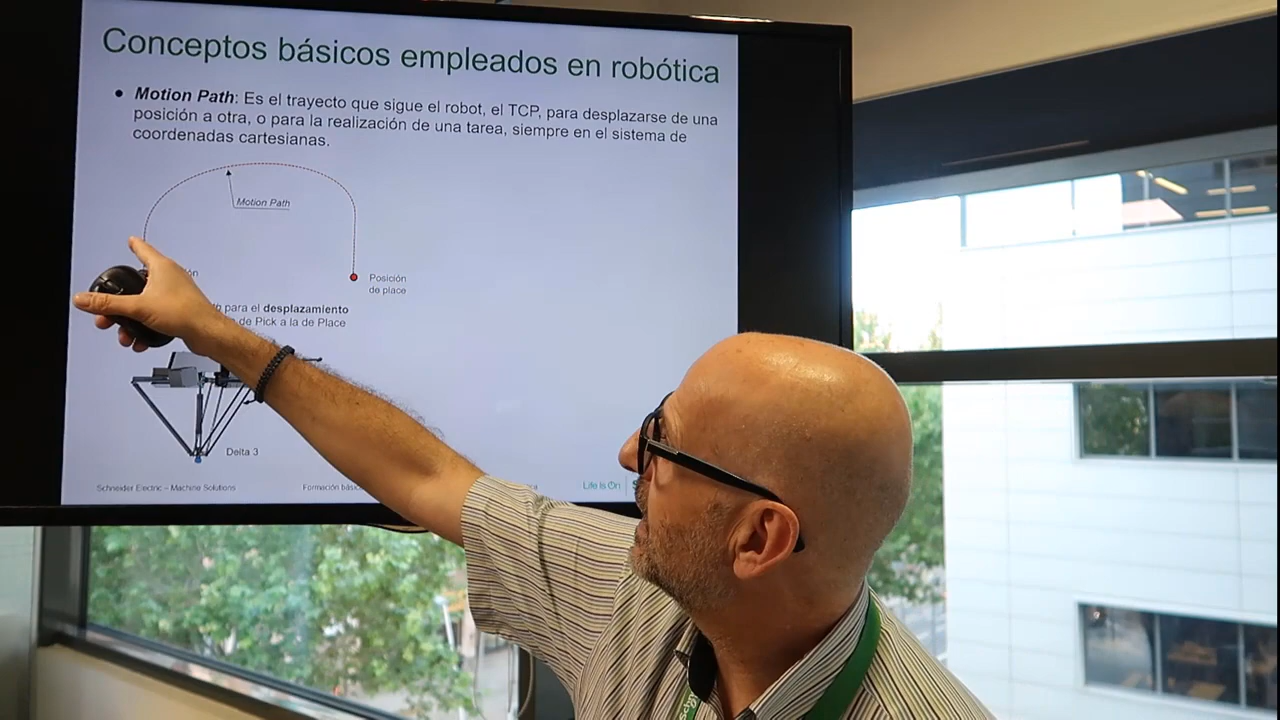 Conceptos básicos empleados en robótica
• Motion Path: Es el trayecto que sigue el robot, el TCP, para desplazarse de una
posición a otra, o para la realización de una tarea, siempre en el sistema de
coordenadas cartesianas.
Motion Path
Posición
de place
para el desplazamiento
de Pick a la de Place
Delta 3
Schneider Electric – Machine Solutions
Formación
Life Is On